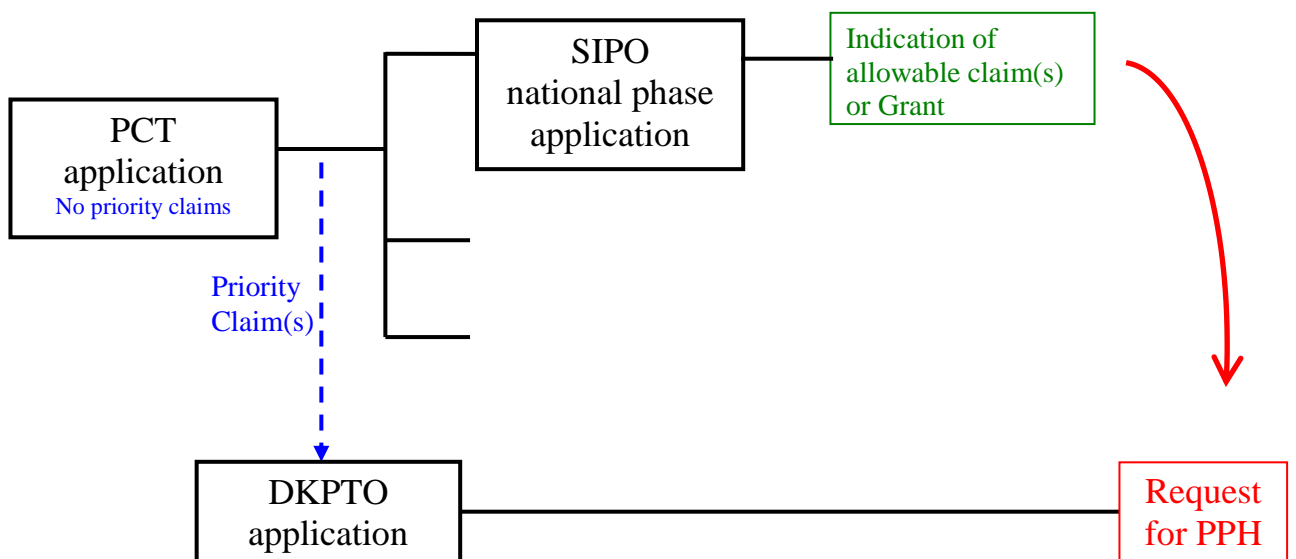 PCT
application
No priority claims
SIPO
national phase
application
Indication of
allowable claim(s)
or Grant
Priority
Claim(s)
DKPTO
application
Request
for PPH